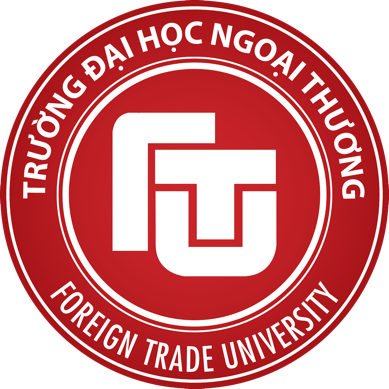 TRƯỜNG ĐẠI HỌC NGOẠI THƯƠNG
FTU
FOREIGN TRADE UNIVERSITY